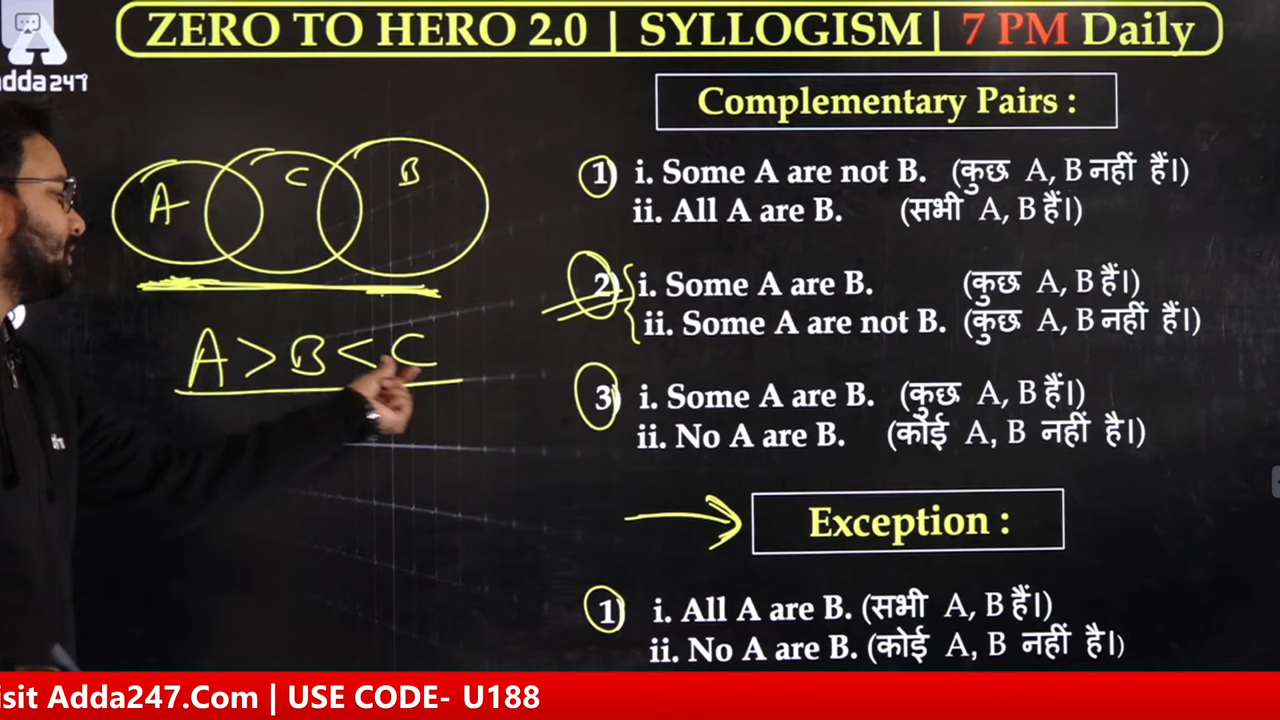 ZERO TO HERO 2.0 | SYLLOGISM | 7 PM Daily
adda247
Complementary Pairs :
A C B
1) i. Some A are not B. (कुछ A, B नहीं हैं।)
ii. All A are B. (सभी A, B हैं।)
2) i. Some A are B. (कुछ A, B हैं।)
ii. Some A are not B. (कुछ A, B नहीं हैं।)
A > B < C
3) i. Some A are B. (कुछ A, B हैं।)
ii. No A are B. (कोई A, B नहीं है।)
Exception :
1) i. All A are B. (सभी A, B हैं।)
ii. No A are B. (कोई A, B नहीं है।)
isit Adda247.Com | USE CODE- U188